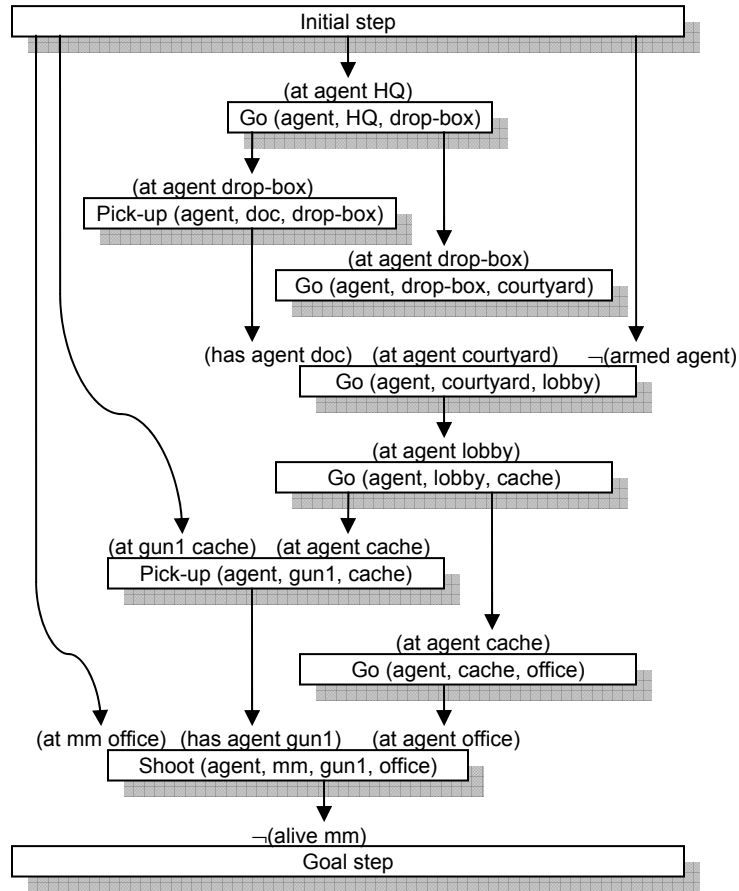 Initial step
(at agent HQ)
Go (agent, HQ, drop-box)
(at agent drop-box)
Pick-up (agent, doc, drop-box)
(at agent drop-box)
Go (agent, drop-box, courtyard)
(has agent doc) (at agent courtyard) ¬(armed agent)
Go (agent, courtyard, lobby)
(at agent lobby)
Go (agent, lobby, cache)
(at gun1 cache) (at agent cache)
Pick-up (agent, gun1, cache)
(at agent cache)
Go (agent, cache, office)
(at mm office) (has agent gun1) (at agent office)
Shoot (agent, mm, gun1, office)
¬(alive mm)
Goal step